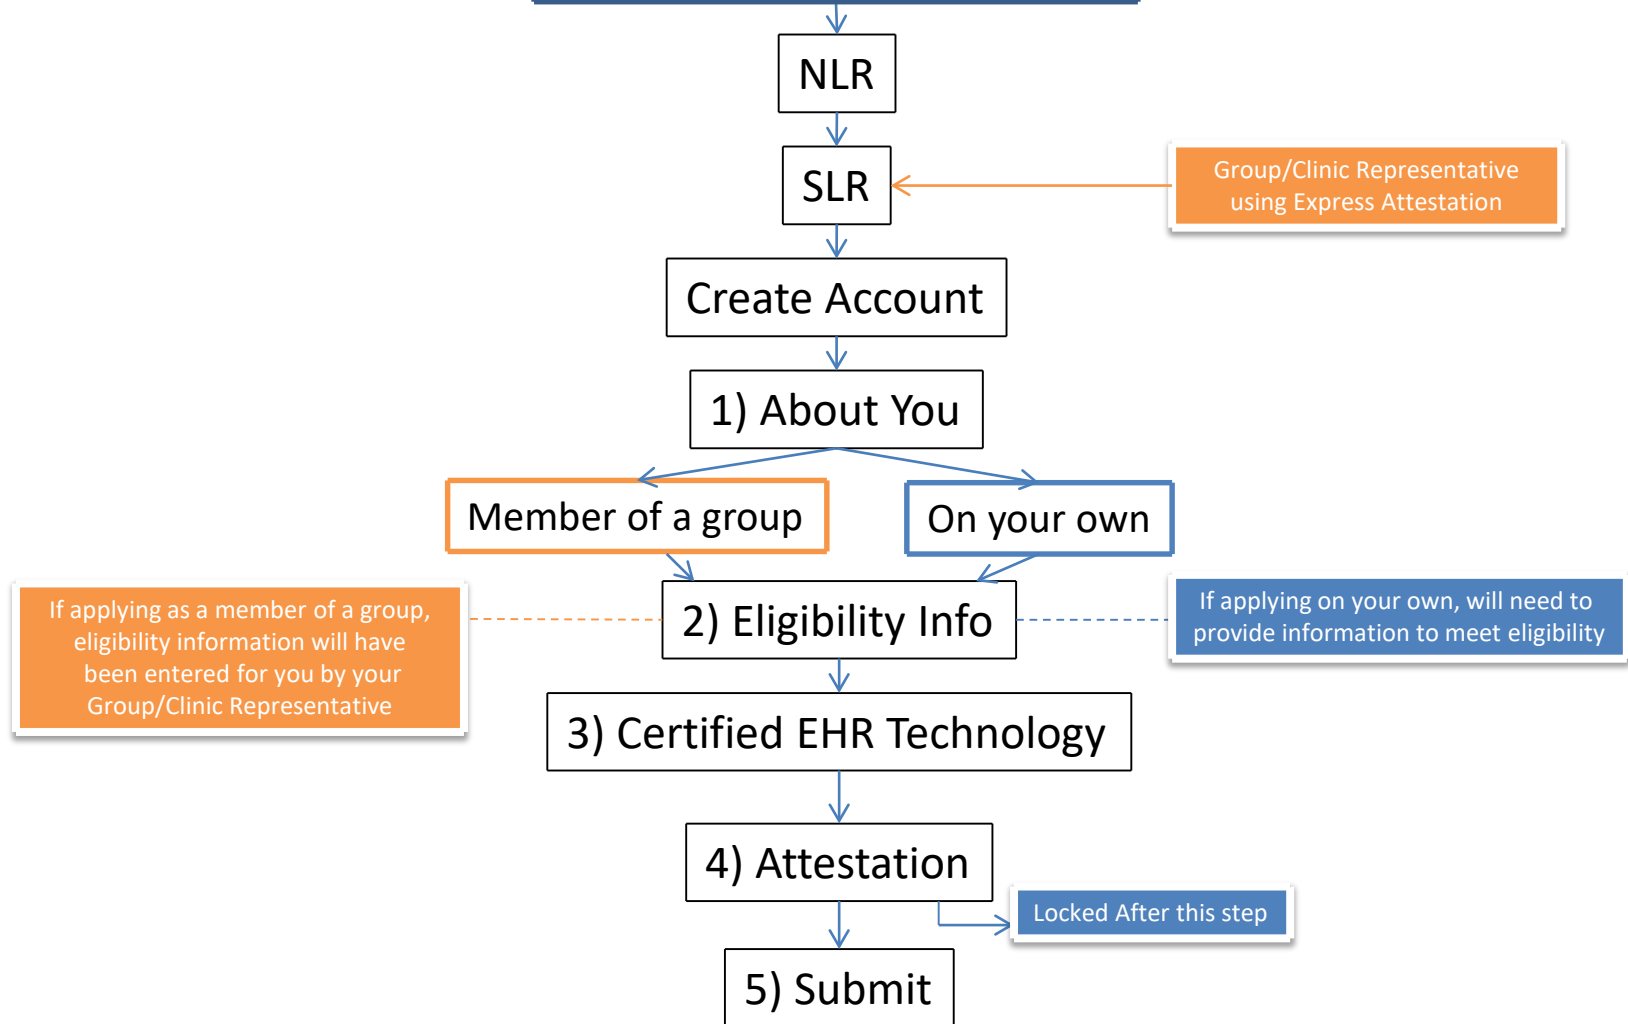 NLR
SLR
Group/Clinic Representative
using Express Attestation
Create Account
1) About You
Member of a group
On your own
If applying as a member of a group,
eligibility information will have
been entered for you by your
Group/Clinic Representative
2) Eligibility Info
If applying on your own, will need to
provide information to meet eligibility
3) Certified EHR Technology
4) Attestation
Locked After this step
5) Submit